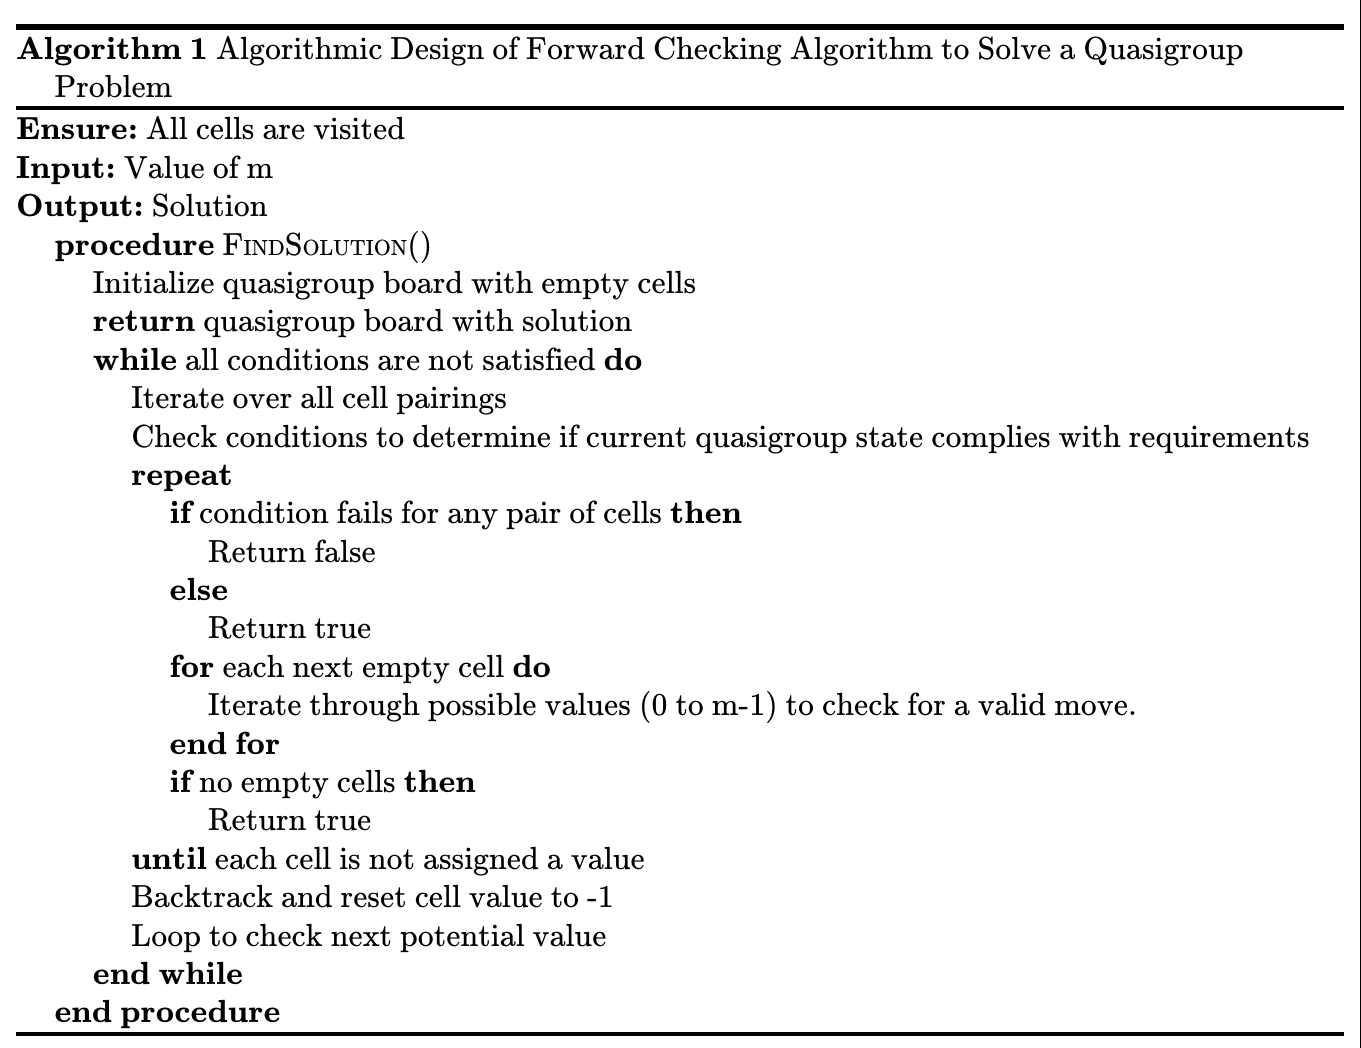 Algorithm 1 Algorithmic Design of Forward Checking Algorithm to Solve a Quasigroup
Problem
Ensure: All cells are visited
Input: Value of m
Output: Solution
procedure FindSolution()
Initialize quasigroup board with empty cells
return quasigroup board with solution
while all conditions are not satisfied do
Iterate over all cell pairings
Check conditions to determine if current quasigroup state complies with requirements
repeat
if condition fails for any pair of cells then
Return false
else
Return true
for each next empty cell do
Iterate through possible values (0 to m-1) to check for a valid move.
end for
if no empty cells then
Return true
until each cell is not assigned a value
Backtrack and reset cell value to -1
Loop to check next potential value
end while
end procedure